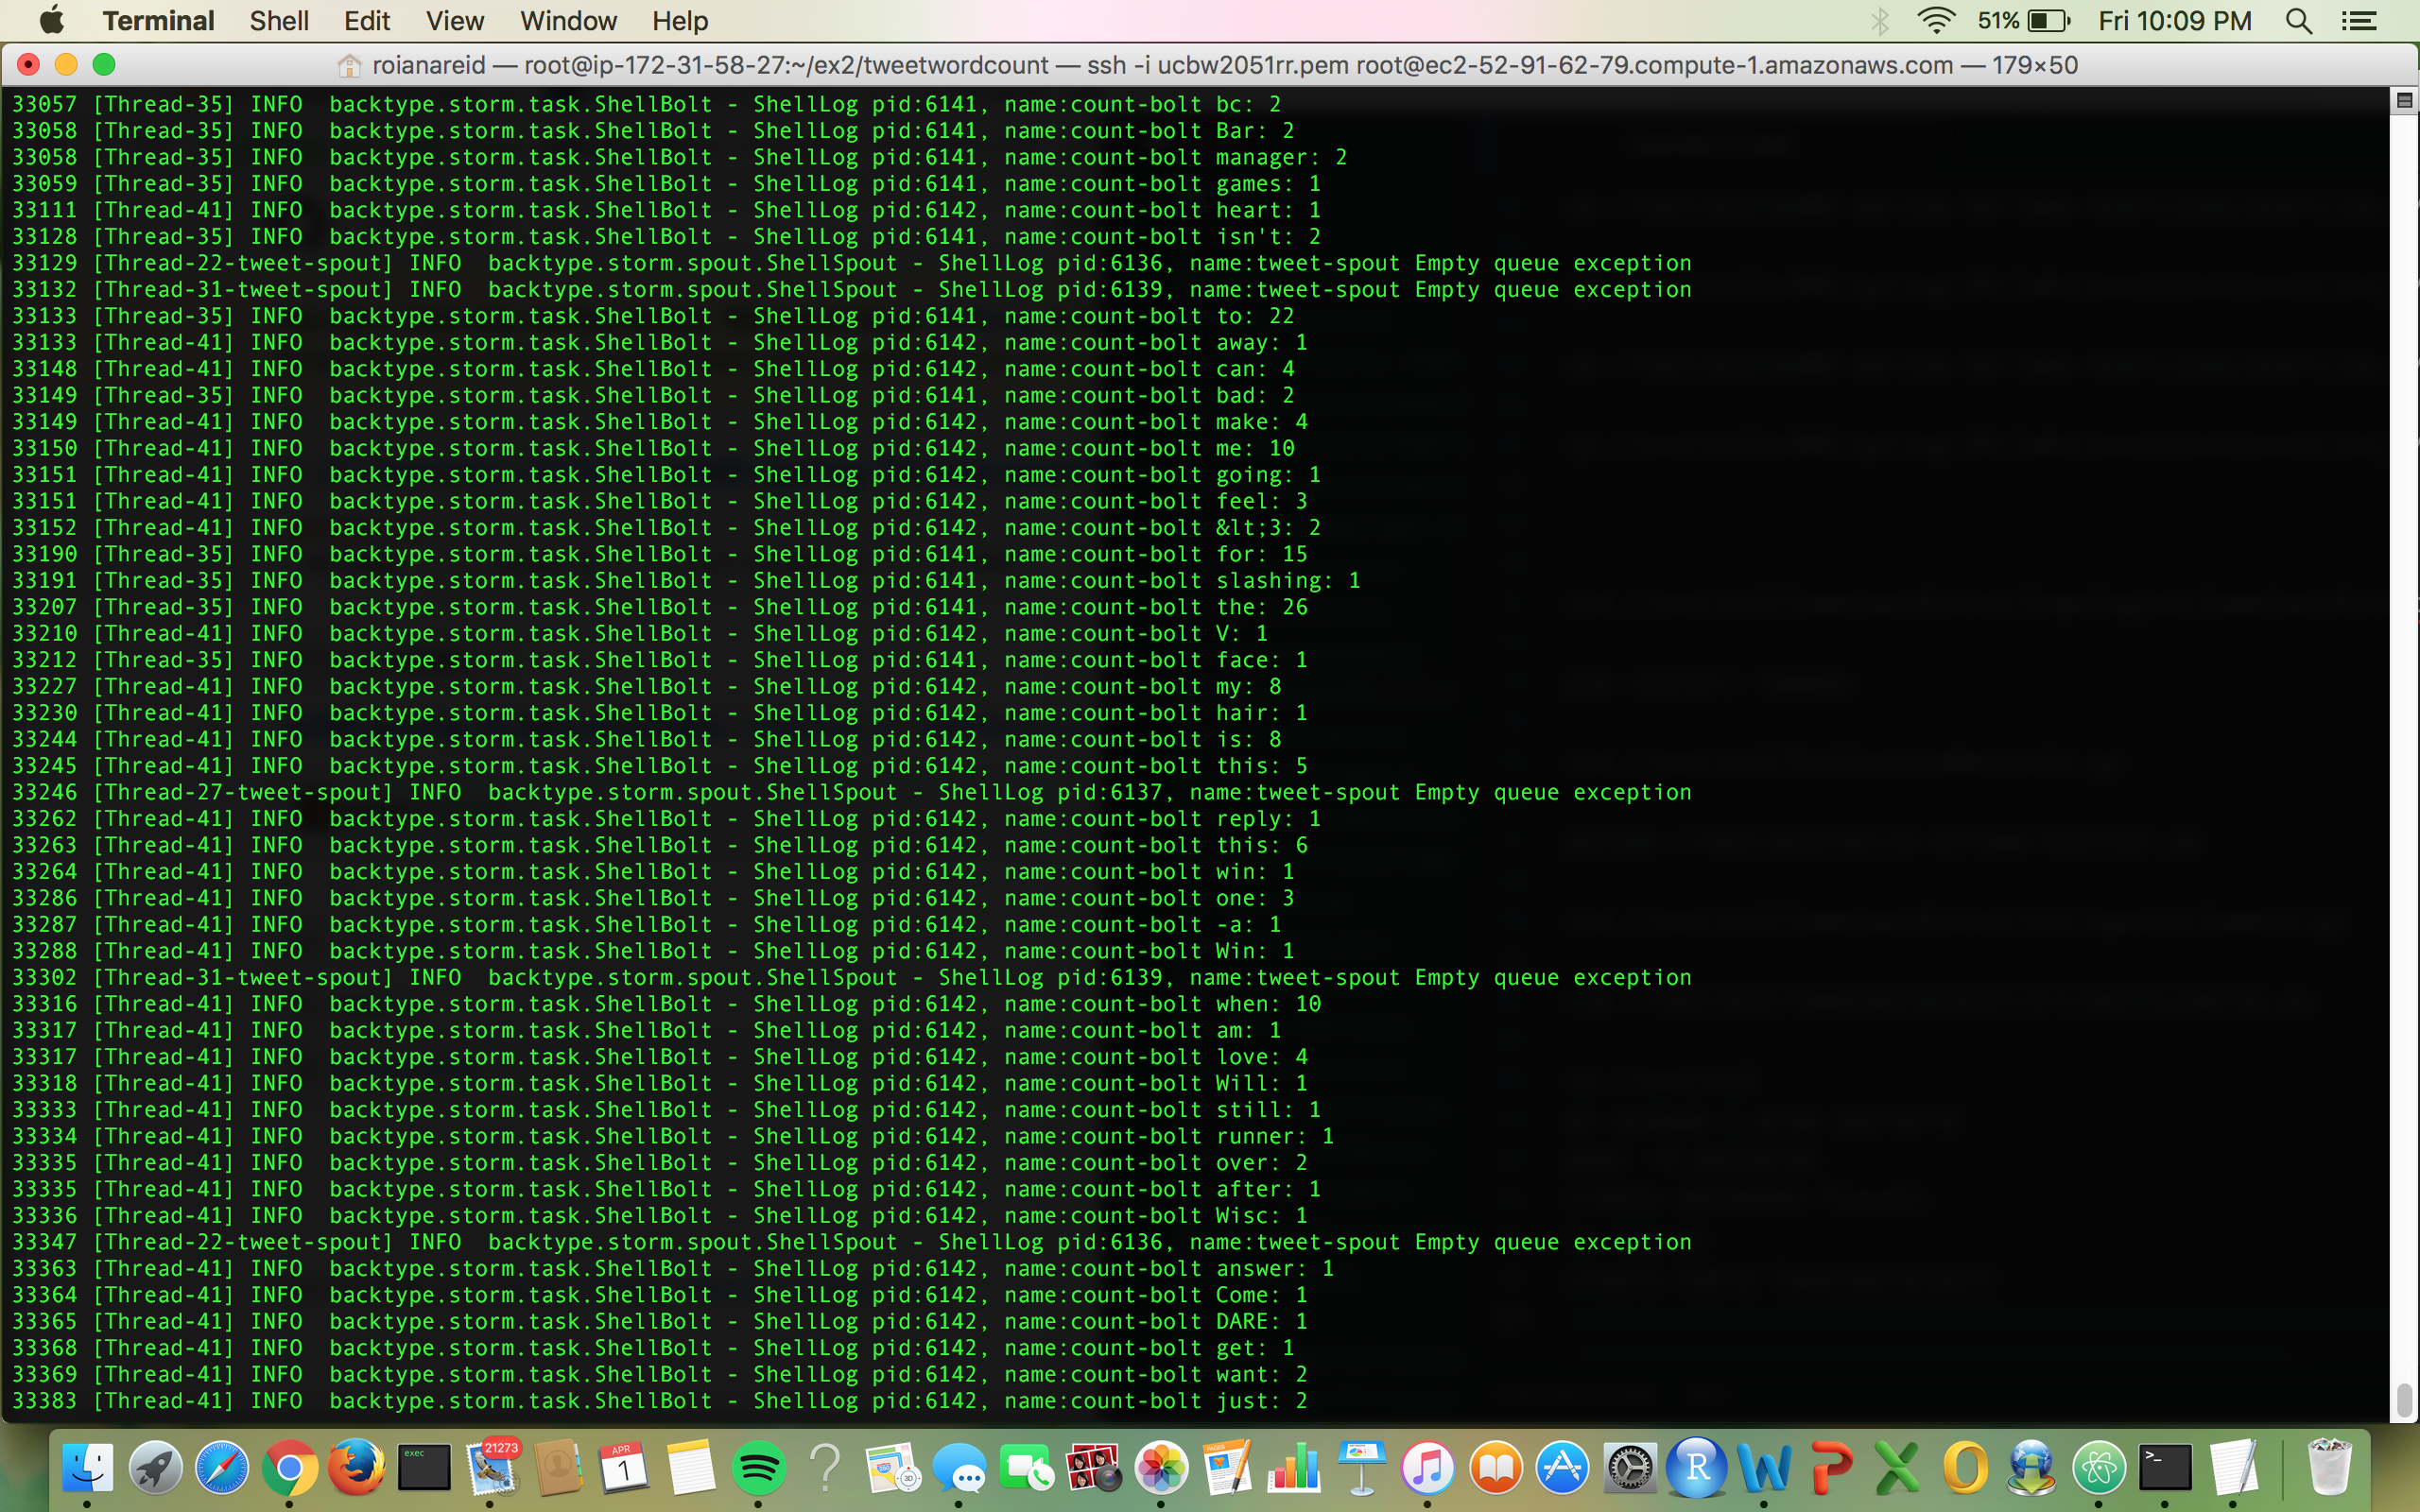 Terminal Shell Edit View Window Help 51% Fri 10:09 PM
roianareid — root@ip-172-31-58-27:~/ex2/tweetwordcount — ssh -i ucbw2051rr.pem root@ec2-52-91-62-79.compute-1.amazonaws.com — 179×50
33057 [Thread-35] INFO  backtype.storm.task.ShellBolt - ShellLog pid:6141, name:count-bolt bc: 2
33058 [Thread-35] INFO  backtype.storm.task.ShellBolt - ShellLog pid:6141, name:count-bolt Bar: 2
33058 [Thread-35] INFO  backtype.storm.task.ShellBolt - ShellLog pid:6141, name:count-bolt manager: 2
33059 [Thread-35] INFO  backtype.storm.task.ShellBolt - ShellLog pid:6141, name:count-bolt games: 1
33111 [Thread-41] INFO  backtype.storm.task.ShellBolt - ShellLog pid:6142, name:count-bolt heart: 1
33128 [Thread-35] INFO  backtype.storm.task.ShellBolt - ShellLog pid:6141, name:count-bolt isn't: 2
33129 [Thread-22-tweet-spout] INFO  backtype.storm.spout.ShellSpout - ShellLog pid:6136, name:tweet-spout Empty queue exception
33132 [Thread-31-tweet-spout] INFO  backtype.storm.spout.ShellSpout - ShellLog pid:6139, name:tweet-spout Empty queue exception
33133 [Thread-35] INFO  backtype.storm.task.ShellBolt - ShellLog pid:6141, name:count-bolt to: 22
33133 [Thread-41] INFO  backtype.storm.task.ShellBolt - ShellLog pid:6142, name:count-bolt away: 1
33148 [Thread-41] INFO  backtype.storm.task.ShellBolt - ShellLog pid:6142, name:count-bolt can: 4
33149 [Thread-35] INFO  backtype.storm.task.ShellBolt - ShellLog pid:6141, name:count-bolt bad: 2
33149 [Thread-41] INFO  backtype.storm.task.ShellBolt - ShellLog pid:6142, name:count-bolt make: 4
33150 [Thread-41] INFO  backtype.storm.task.ShellBolt - ShellLog pid:6142, name:count-bolt me: 10
33151 [Thread-41] INFO  backtype.storm.task.ShellBolt - ShellLog pid:6142, name:count-bolt going: 1
33151 [Thread-41] INFO  backtype.storm.task.ShellBolt - ShellLog pid:6142, name:count-bolt feel: 3
33152 [Thread-41] INFO  backtype.storm.task.ShellBolt - ShellLog pid:6142, name:count-bolt &lt;3: 2
33190 [Thread-35] INFO  backtype.storm.task.ShellBolt - ShellLog pid:6141, name:count-bolt for: 15
33191 [Thread-35] INFO  backtype.storm.task.ShellBolt - ShellLog pid:6141, name:count-bolt slashing: 1
33207 [Thread-35] INFO  backtype.storm.task.ShellBolt - ShellLog pid:6141, name:count-bolt the: 26
33210 [Thread-41] INFO  backtype.storm.task.ShellBolt - ShellLog pid:6142, name:count-bolt V: 1
33212 [Thread-35] INFO  backtype.storm.task.ShellBolt - ShellLog pid:6141, name:count-bolt face: 1
33227 [Thread-41] INFO  backtype.storm.task.ShellBolt - ShellLog pid:6142, name:count-bolt my: 8
33230 [Thread-41] INFO  backtype.storm.task.ShellBolt - ShellLog pid:6142, name:count-bolt hair: 1
33244 [Thread-41] INFO  backtype.storm.task.ShellBolt - ShellLog pid:6142, name:count-bolt is: 8
33245 [Thread-41] INFO  backtype.storm.task.ShellBolt - ShellLog pid:6142, name:count-bolt this: 5
33246 [Thread-27-tweet-spout] INFO  backtype.storm.spout.ShellSpout - ShellLog pid:6137, name:tweet-spout Empty queue exception
33262 [Thread-41] INFO  backtype.storm.task.ShellBolt - ShellLog pid:6142, name:count-bolt reply: 1
33263 [Thread-41] INFO  backtype.storm.task.ShellBolt - ShellLog pid:6142, name:count-bolt this: 6
33264 [Thread-41] INFO  backtype.storm.task.ShellBolt - ShellLog pid:6142, name:count-bolt win: 1
33286 [Thread-41] INFO  backtype.storm.task.ShellBolt - ShellLog pid:6142, name:count-bolt one: 3
33287 [Thread-41] INFO  backtype.storm.task.ShellBolt - ShellLog pid:6142, name:count-bolt -a: 1
33288 [Thread-41] INFO  backtype.storm.task.ShellBolt - ShellLog pid:6142, name:count-bolt Win: 1
33302 [Thread-31-tweet-spout] INFO  backtype.storm.spout.ShellSpout - ShellLog pid:6139, name:tweet-spout Empty queue exception
33316 [Thread-41] INFO  backtype.storm.task.ShellBolt - ShellLog pid:6142, name:count-bolt when: 10
33317 [Thread-41] INFO  backtype.storm.task.ShellBolt - ShellLog pid:6142, name:count-bolt am: 1
33317 [Thread-41] INFO  backtype.storm.task.ShellBolt - ShellLog pid:6142, name:count-bolt love: 4
33318 [Thread-41] INFO  backtype.storm.task.ShellBolt - ShellLog pid:6142, name:count-bolt Will: 1
33333 [Thread-41] INFO  backtype.storm.task.ShellBolt - ShellLog pid:6142, name:count-bolt still: 1
33334 [Thread-41] INFO  backtype.storm.task.ShellBolt - ShellLog pid:6142, name:count-bolt runner: 1
33335 [Thread-41] INFO  backtype.storm.task.ShellBolt - ShellLog pid:6142, name:count-bolt over: 2
33335 [Thread-41] INFO  backtype.storm.task.ShellBolt - ShellLog pid:6142, name:count-bolt after: 1
33336 [Thread-41] INFO  backtype.storm.task.ShellBolt - ShellLog pid:6142, name:count-bolt Wisc: 1
33347 [Thread-22-tweet-spout] INFO  backtype.storm.spout.ShellSpout - ShellLog pid:6136, name:tweet-spout Empty queue exception
33363 [Thread-41] INFO  backtype.storm.task.ShellBolt - ShellLog pid:6142, name:count-bolt answer: 1
33364 [Thread-41] INFO  backtype.storm.task.ShellBolt - ShellLog pid:6142, name:count-bolt Come: 1
33365 [Thread-41] INFO  backtype.storm.task.ShellBolt - ShellLog pid:6142, name:count-bolt DARE: 1
33368 [Thread-41] INFO  backtype.storm.task.ShellBolt - ShellLog pid:6142, name:count-bolt get: 1
33369 [Thread-41] INFO  backtype.storm.task.ShellBolt - ShellLog pid:6142, name:count-bolt want: 2
33383 [Thread-41] INFO  backtype.storm.task.ShellBolt - ShellLog pid:6142, name:count-bolt just: 2
exec 21273 APR 1 3D PAGES